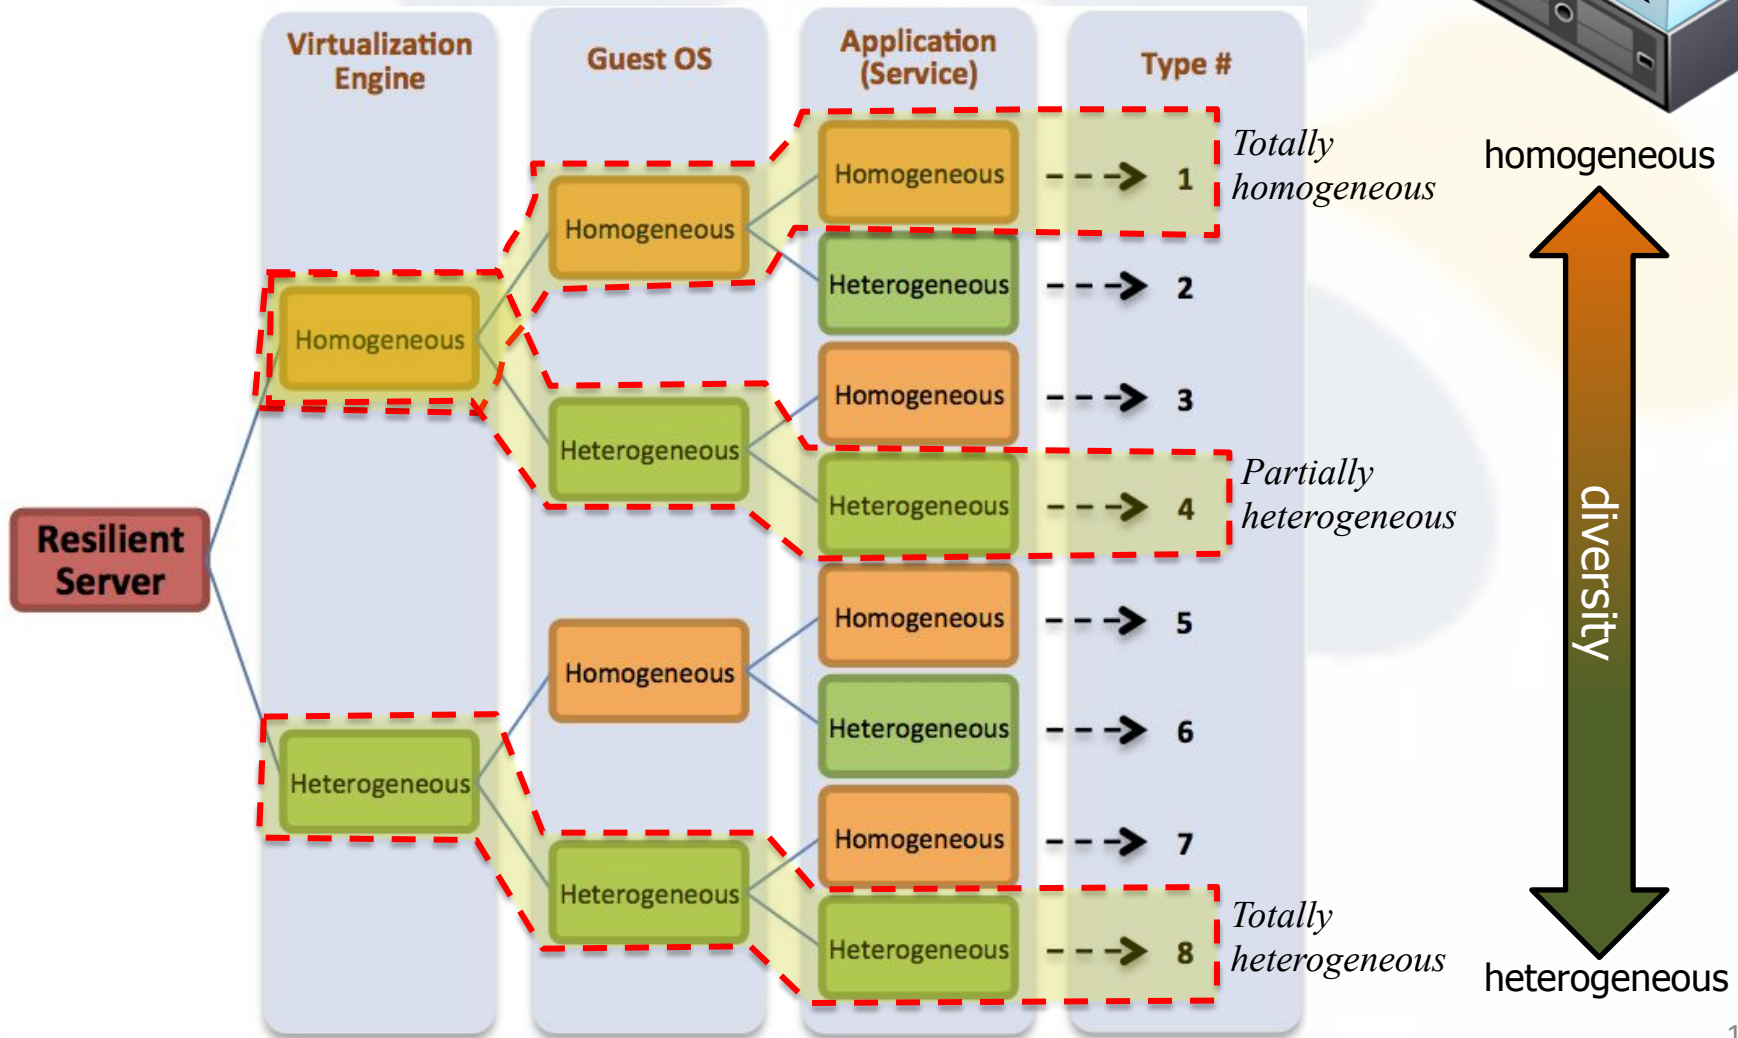 Virtualization
Engine
Guest OS
Application
(Service)
Type #
Homogeneous
1
Totally
homogeneous
homogeneous
Homogeneous
Heterogeneous
2
Homogeneous
Homogeneous
3
Heterogeneous
Heterogeneous
4
Partially
heterogeneous
Resilient
Server
diversity
Homogeneous
5
Homogeneous
Heterogeneous
6
Heterogeneous
Homogeneous
7
Heterogeneous
Heterogeneous
8
Totally
heterogeneous
heterogeneous
1